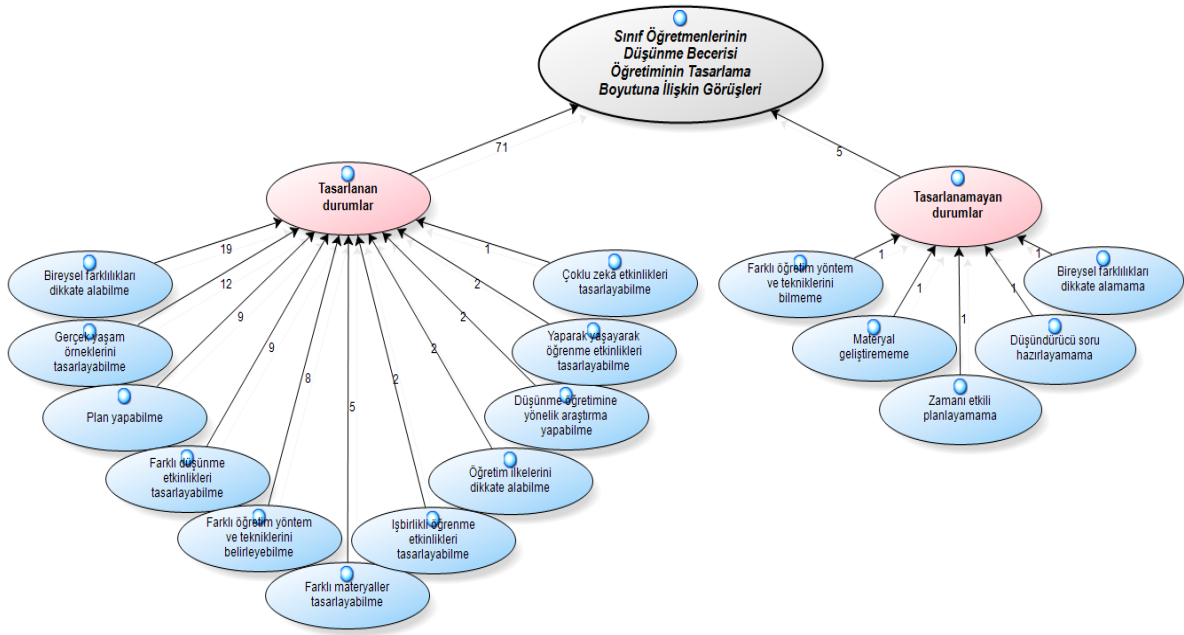 Sınıf Öğretmenlerinin
Düşünme Becerisi
Öğretiminin Tasarlama
Boyutuna İlişkin Görüşleri
71
5
Tasarlanan
durumlar
Tasarlanamayan
durumlar
19
12
9
9
8
5
2
2
2
2
1
Bireysel farklılıkları
dikkate alabilme
Gerçek yaşam
örneklerini
tasarlayabilme
Plan yapabilme
Farklı düşünme
etkinlikleri
tasarlayabilme
Farklı öğretim yöntem
ve tekniklerini
belirleyebilme
Farklı materyaller
tasarlayabilme
Işbirlikli öğrenme
etkinlikleri
tasarlayabilme
Öğretim ilkelerini
dikkate alabilme
Düşünme öğretimine
yönelik araştırma
yapabilme
Yaparak yaşayarak
öğrenme etkinlikleri
tasarlayabilme
Çoklu zeka etkinlikleri
tasarlayabilme
1
1
1
1
1
Farklı öğretim yöntem
ve tekniklerini
bilmeme
Materyal
geliştirememe
Zamanı etkili
planlayamama
Düşündürücü soru
hazırlayamama
Bireysel farklılıkları
dikkate alamama